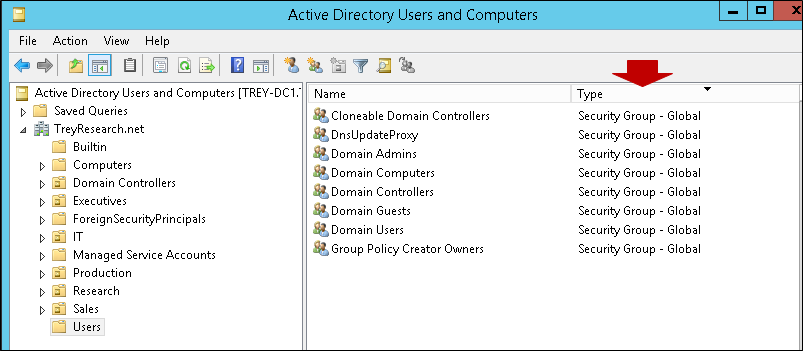 Active Directory Users and Computers
File Action View Help
Active Directory Users and Computers [TREY-DC1.
Saved Queries
TreyResearch.net
Builtin
Computers
Domain Controllers
Executives
ForeignSecurityPrincipals
IT
Managed Service Accounts
Production
Research
Sales
Users
Name Type
Cloneable Domain Controllers Security Group - Global
DnsUpdateProxy Security Group - Global
Domain Admins Security Group - Global
Domain Computers Security Group - Global
Domain Controllers Security Group - Global
Domain Guests Security Group - Global
Domain Users Security Group - Global
Group Policy Creator Owners Security Group - Global